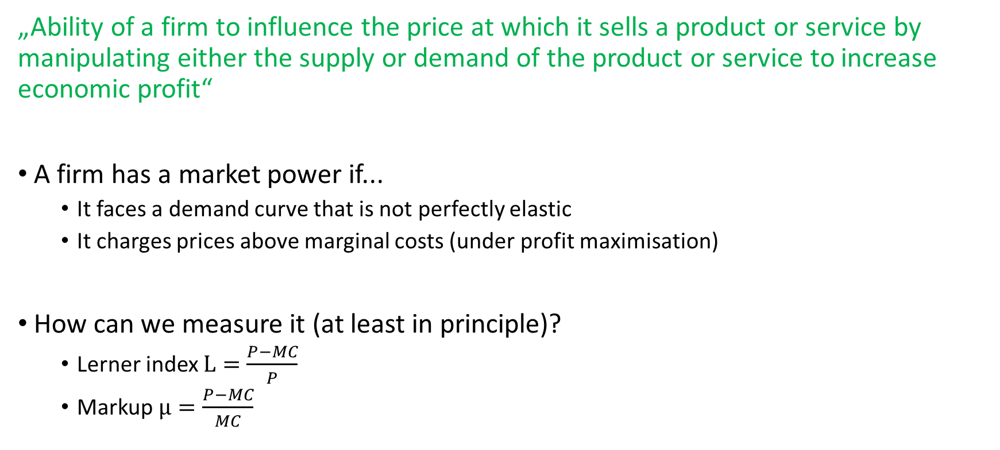 „Ability of a firm to influence the price at which it sells a product or service by
manipulating either the supply or demand of the product or service to increase
economic profit“
• A firm has a market power if...
• It faces a demand curve that is not perfectly elastic
• It charges prices above marginal costs (under profit maximisation)
• How can we measure it (at least in principle)?
• Lerner index L = \frac{P−MC}{P}
• Markup μ = \frac{P−MC}{MC}